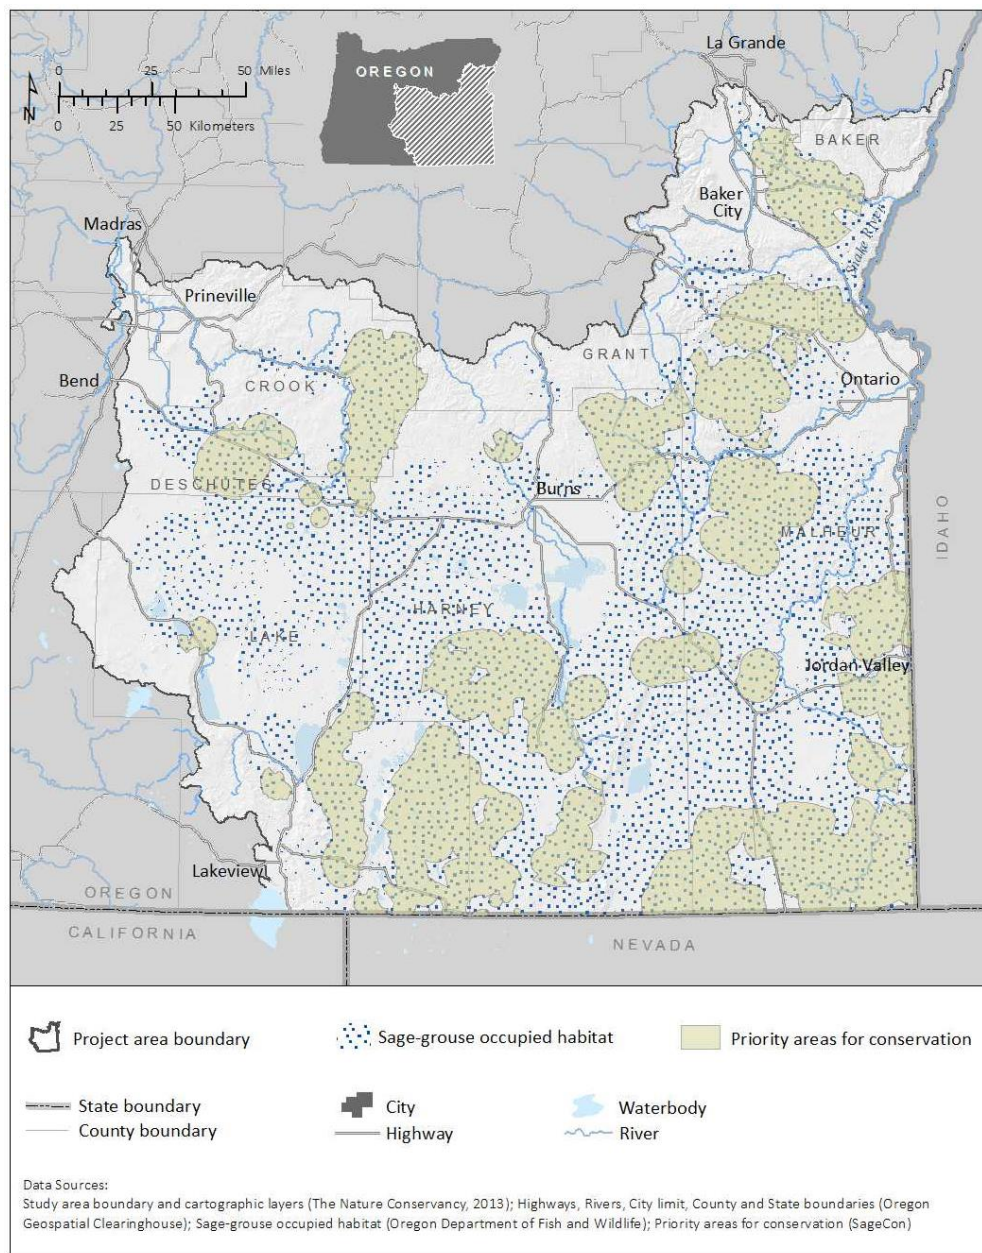 La Grande
0 25 50 Miles
OREGON
N
0 25 50 Kilometers
BAKER
Baker
City
Snake River
Madras
Prineville
GRANT
Bend
CROOK
Ontario
DESCHUTES
Burns
MALHEUR
IDAHO
HARNEY
LAKE
Jordan Valley
Lakeview
OREGON
CALIFORNIA
NEVADA
Project area boundary
Sage-grouse occupied habitat
Priority areas for conservation
State boundary
City
Waterbody
County boundary
Highway
River
Data Sources:
Study area boundary and cartographic layers (The Nature Conservancy, 2013); Highways, Rivers, City limit, County and State boundaries (Oregon
Geospatial Clearinghouse); Sage-grouse occupied habitat (Oregon Department of Fish and Wildlife); Priority areas for conservation (SageCon)